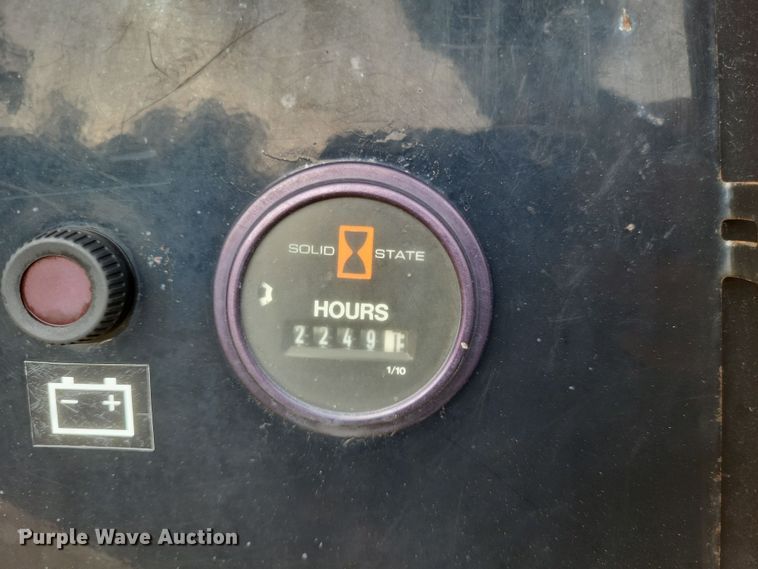 SOLID STATE
HOURS
2249
1/10
- +
Purple Wave Auction